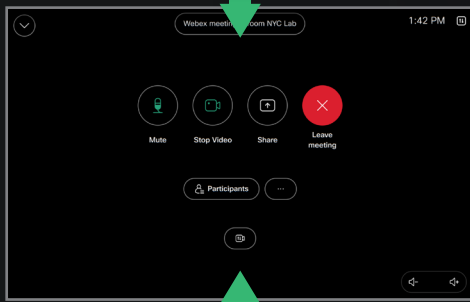 Webex meeting room NYC Lab
1:42 PM
Mute
Stop Video
Share
Leave
meeting
Participants
...